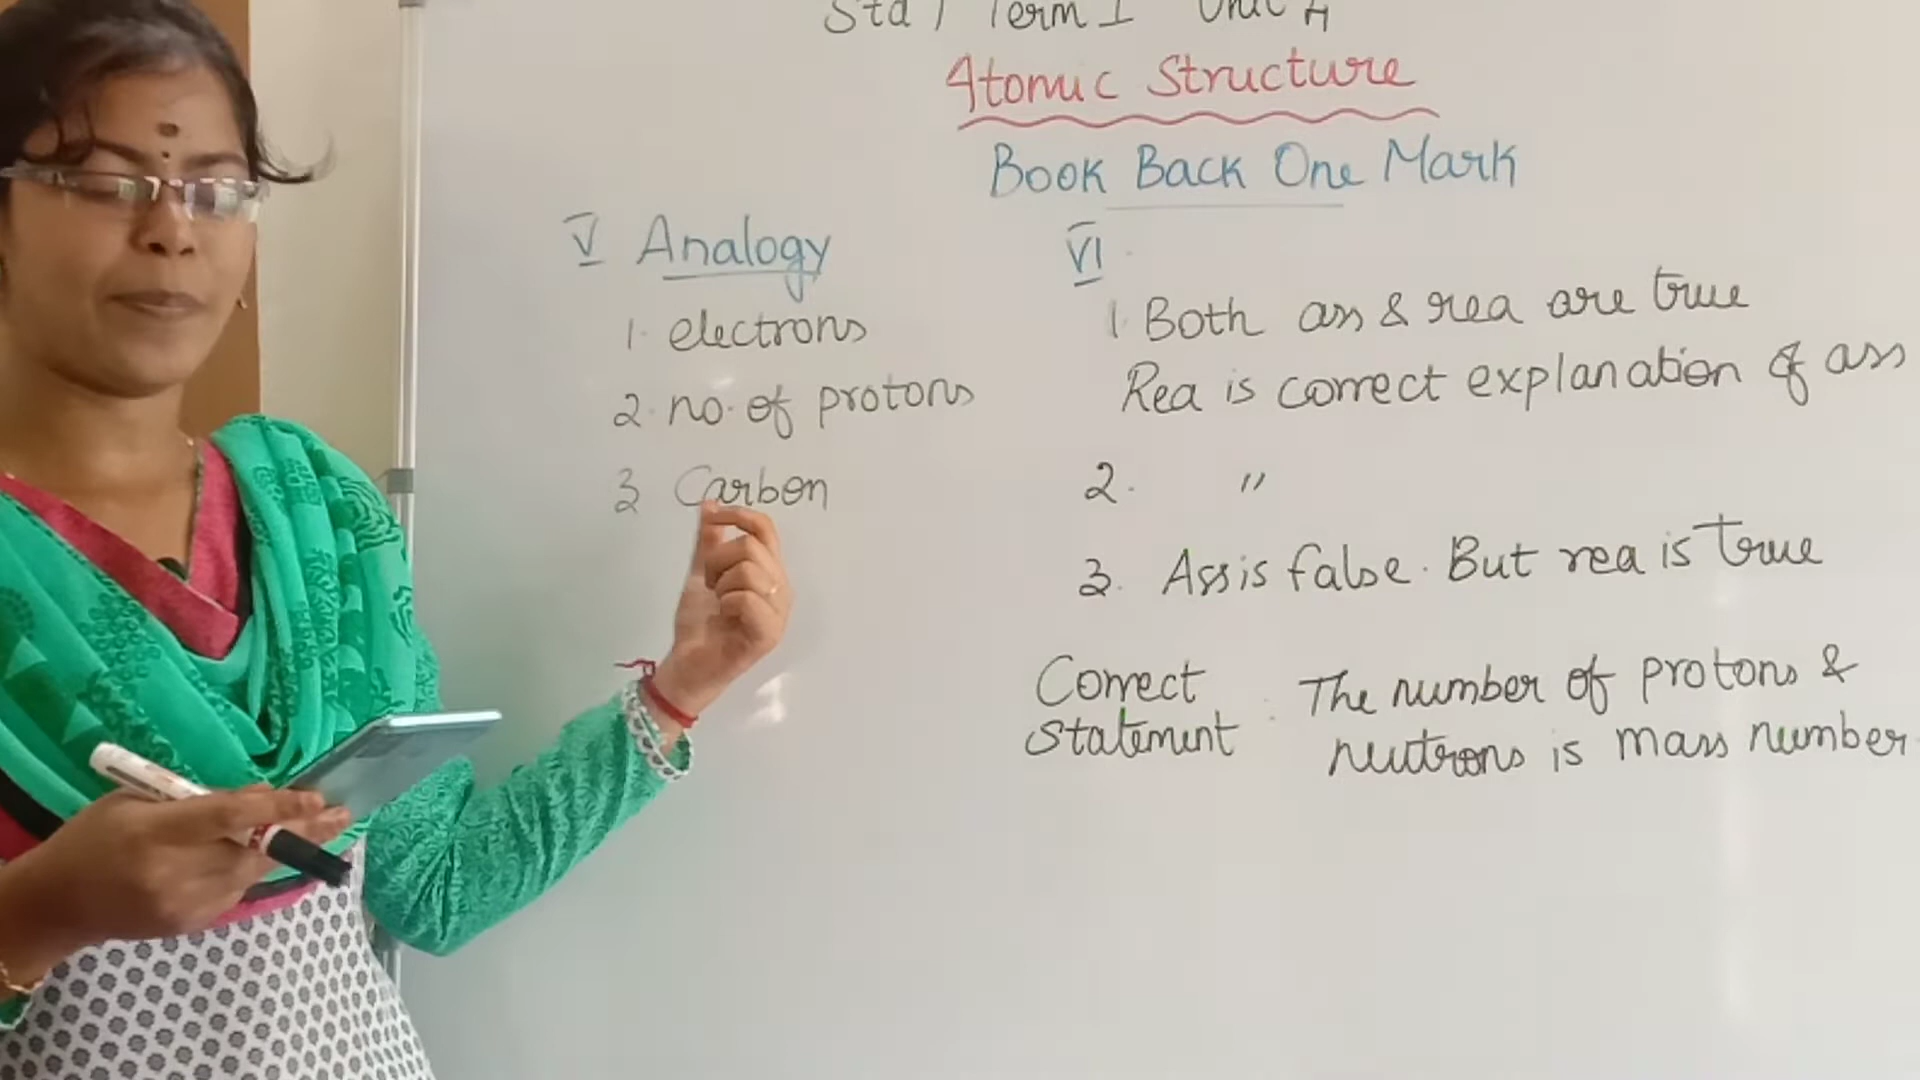 Std 7 Term I Unit 4
Atomic Structure
Book Back One Mark
V Analogy
1. electrons
2. no. of protons
3 Carbon
VI.
1. Both ass & rea are true
Rea is correct explanation of ass
2. "
3. Ass is false. But rea is true
Correct statement : The number of protons &
neutrons is mass number